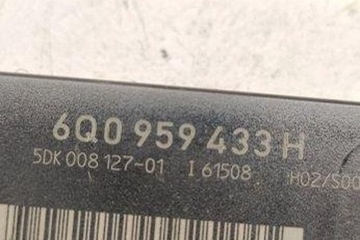 6Q0 959 433 H
5DK 008 127-01 I 61508 H02/S00